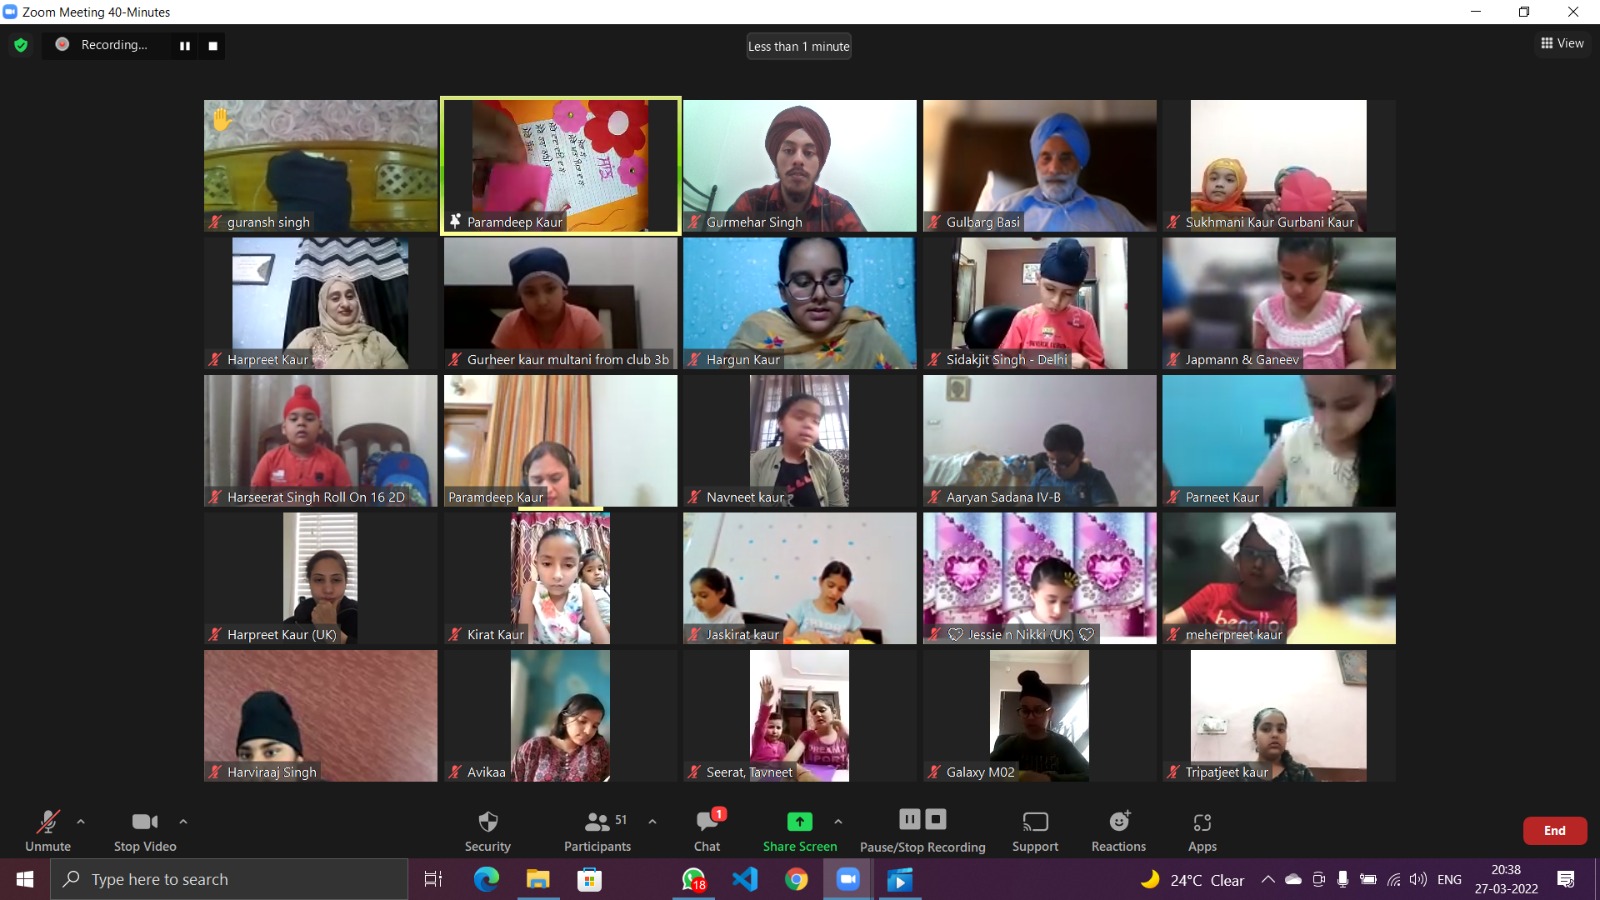 Zoom Meeting 40-Minutes
Recording...
Less than 1 minute
View
guransh singh
Paramdeep Kaur
Gurmehar Singh
Gulbarg Basi
Sukhmani Kaur Gurbani Kaur
Harpreet Kaur
Gurheer kaur multani from club 3b
Hargun Kaur
Sidakjit Singh - Delhi
Japmann & Ganeev
Harseerat Singh Roll On 16 2D
Paramdeep Kaur
Navneet kaur
Aaryan Sadana IV-B
Parneet Kaur
Harpreet Kaur (UK)
Kirat Kaur
Jaskirat kaur
Jessie n Nikki (UK)
meherpreet kaur
benello
Harviraaj Singh
Avikaa
Seerat, Tavneet
DREAMY
Galaxy M02
Tripatjeet kaur
Unmute
Stop Video
Security
51
Participants
1
Chat
Share Screen
Pause/Stop Recording
Support
Reactions
Apps
End
Type here to search
18
24°C Clear
ENG
20:38
27-03-2022